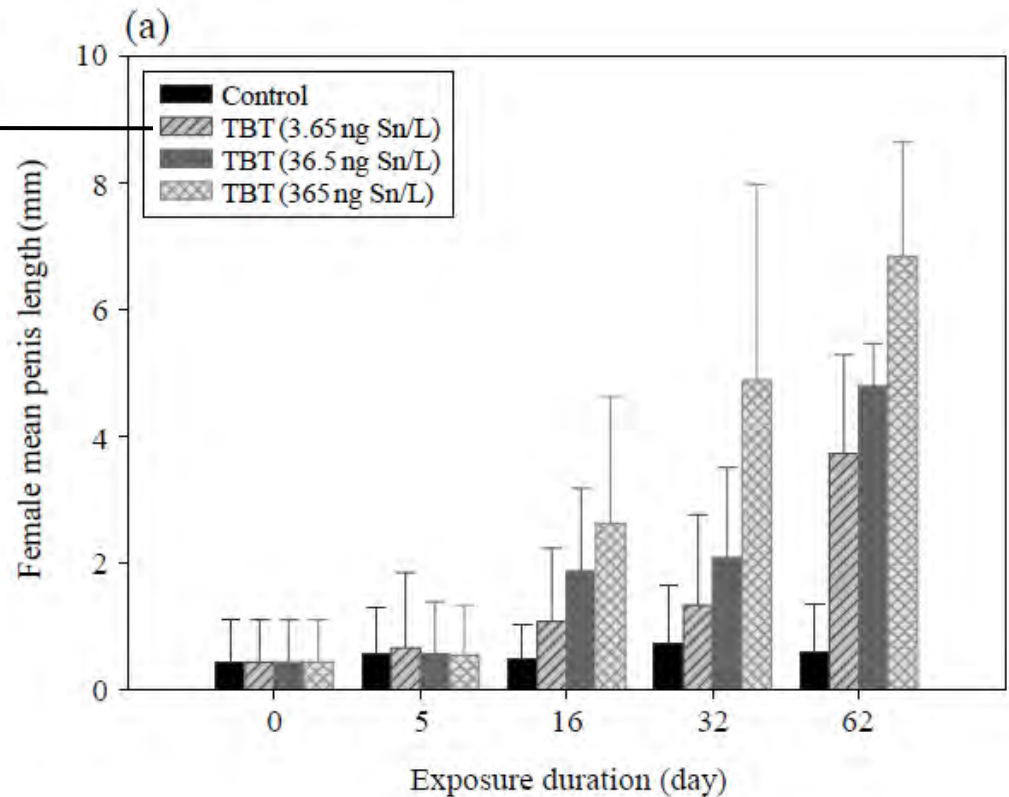 (a)
Female mean penis length (mm)
10
8
6
4
2
0
Control
TBT (3.65 ng Sn/L)
TBT (36.5 ng Sn/L)
TBT (365 ng Sn/L)
0 5 16 32 62
Exposure duration (day)